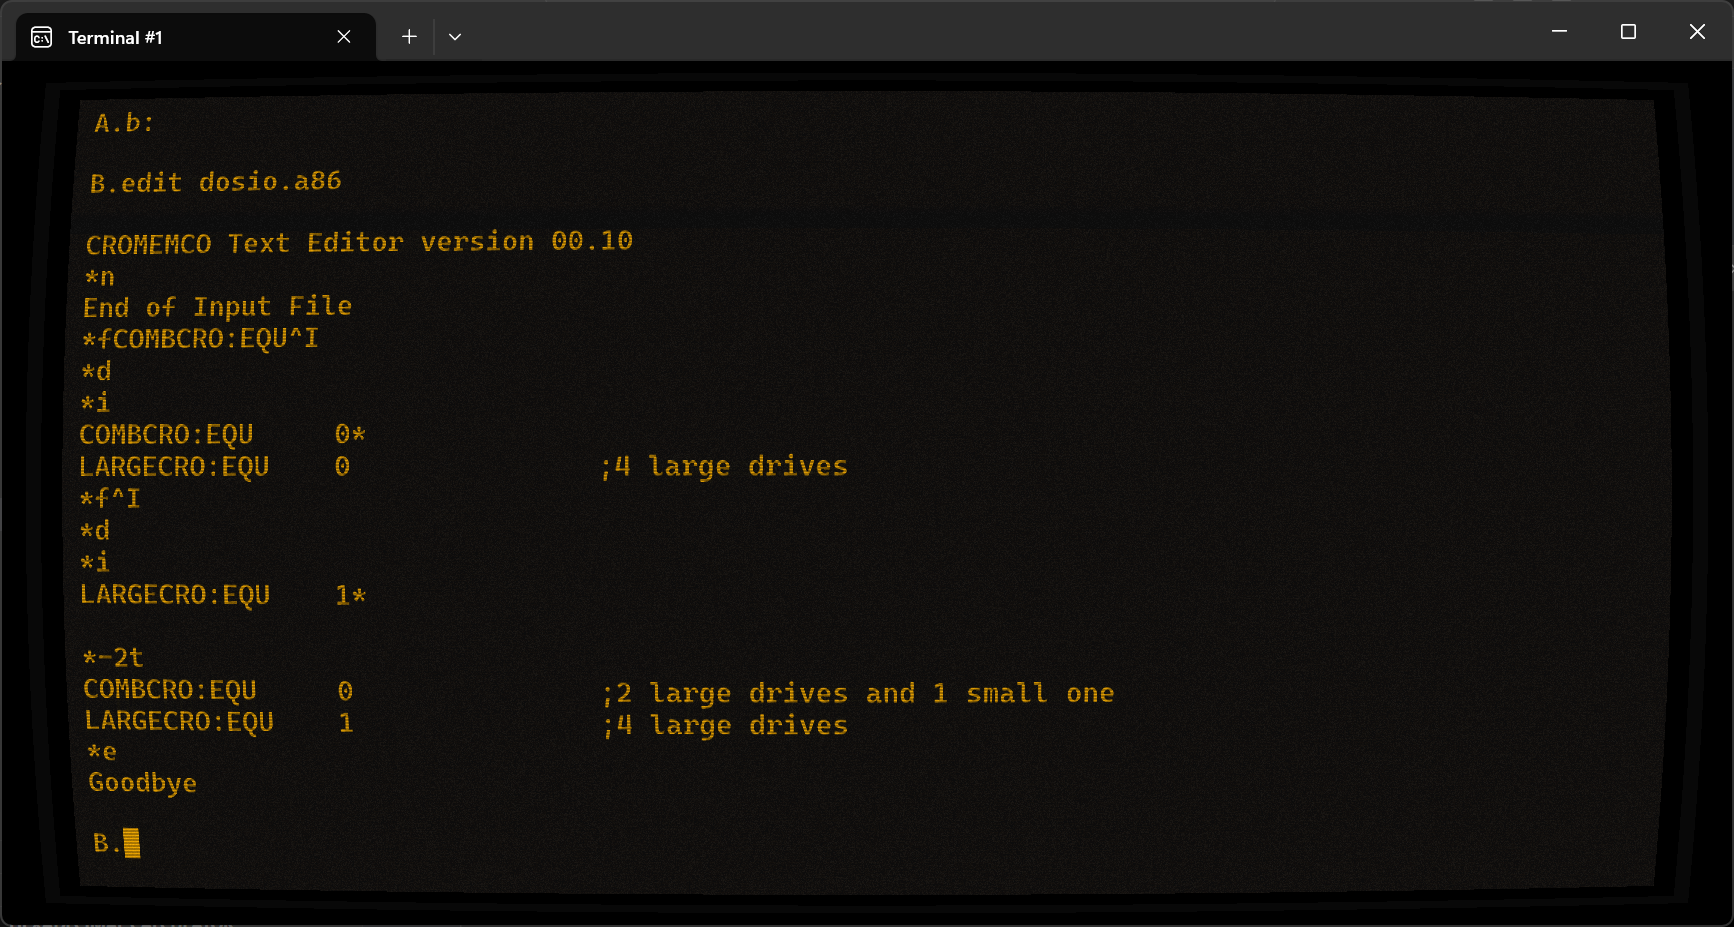 Terminal #1
A.b:
B.edit dosio.a86
CROMEMCO Text Editor version 00.10
*n
End of Input File
*fCOMBCRO:EQU^I
*d
*i
COMBCRO:EQU     0*
LARGECRO:EQU    0               ;4 large drives
*f^I
*d
*i
LARGECRO:EQU    1*
*-2t
COMBCRO:EQU     0               ;2 large drives and 1 small one
LARGECRO:EQU    1               ;4 large drives
*e
Goodbye
B.